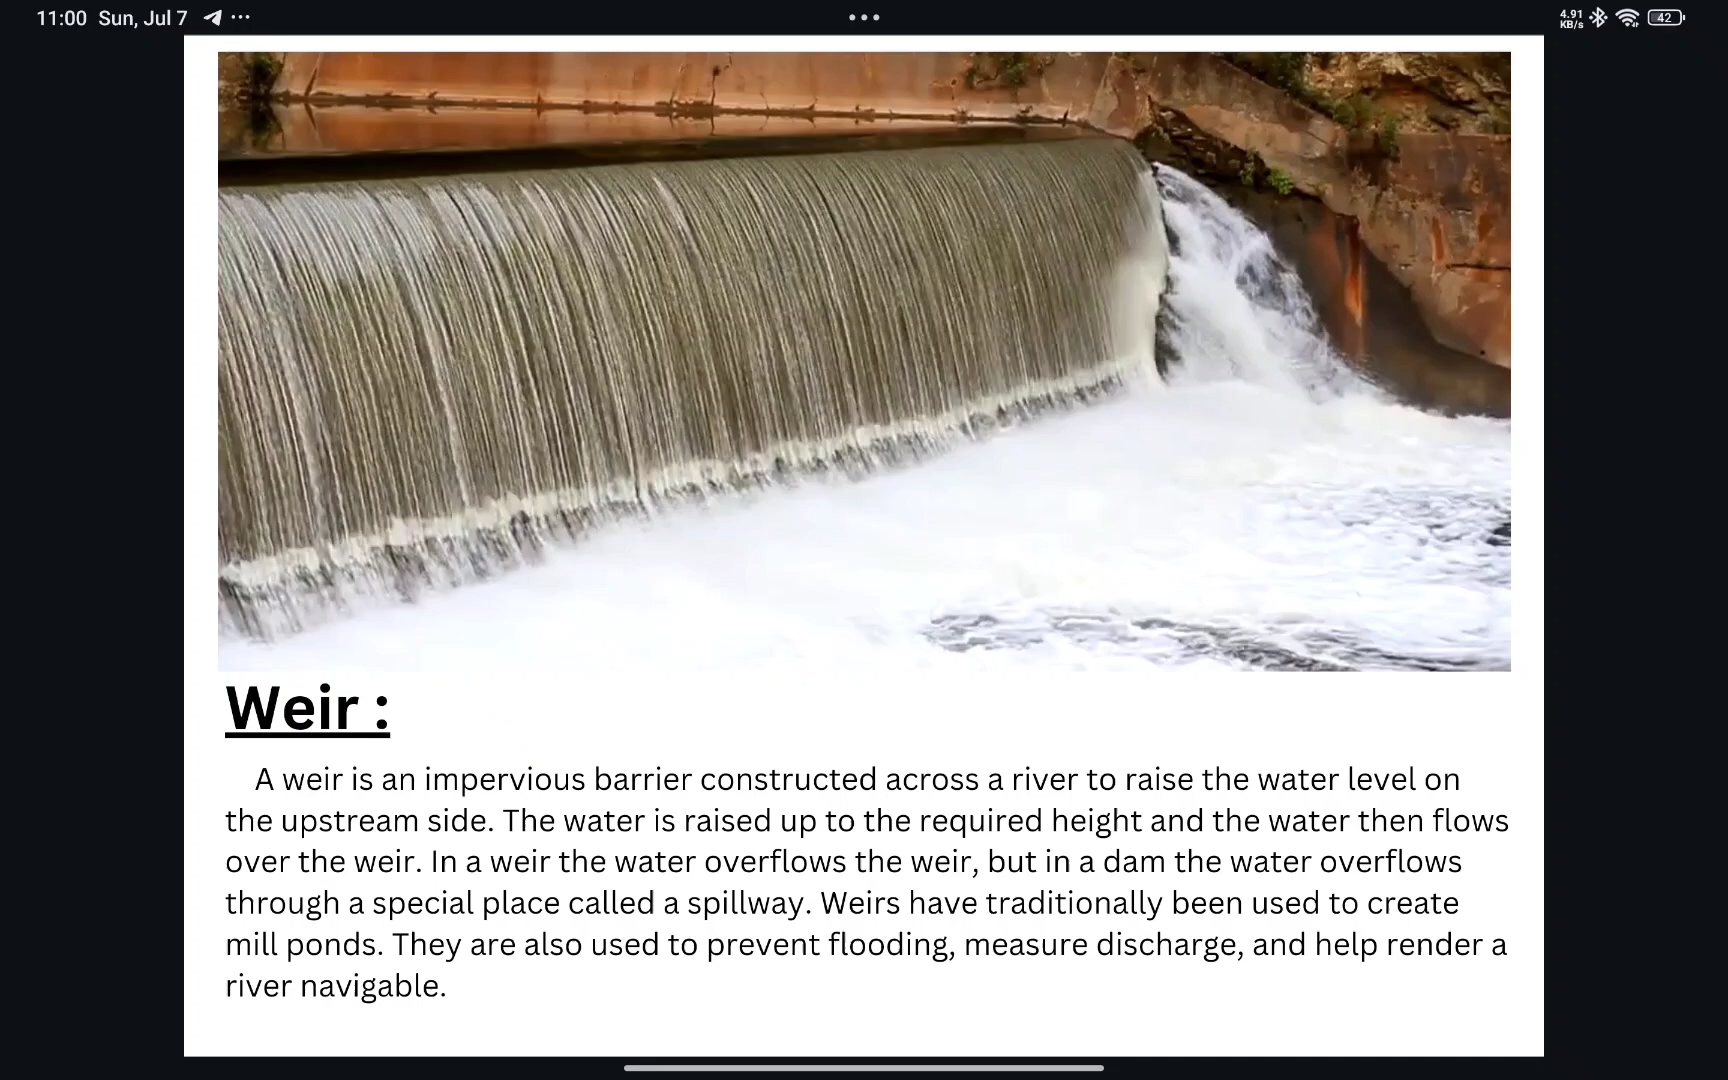 11:00 Sun, Jul 7
4.91
KB/s
42
Weir :
A weir is an impervious barrier constructed across a river to raise the water level on
the upstream side. The water is raised up to the required height and the water then flows
over the weir. In a weir the water overflows the weir, but in a dam the water overflows
through a special place called a spillway. Weirs have traditionally been used to create
mill ponds. They are also used to prevent flooding, measure discharge, and help render a
river navigable.